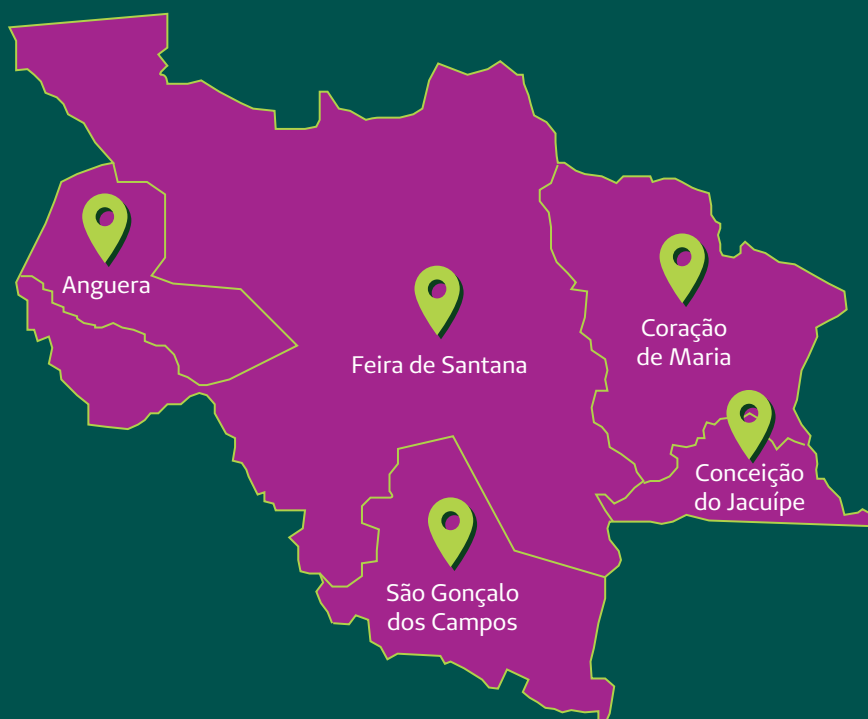 Anguera
Feira de Santana
Coração
de Maria
Conceição
do Jacuípe
São Gonçalo
dos Campos